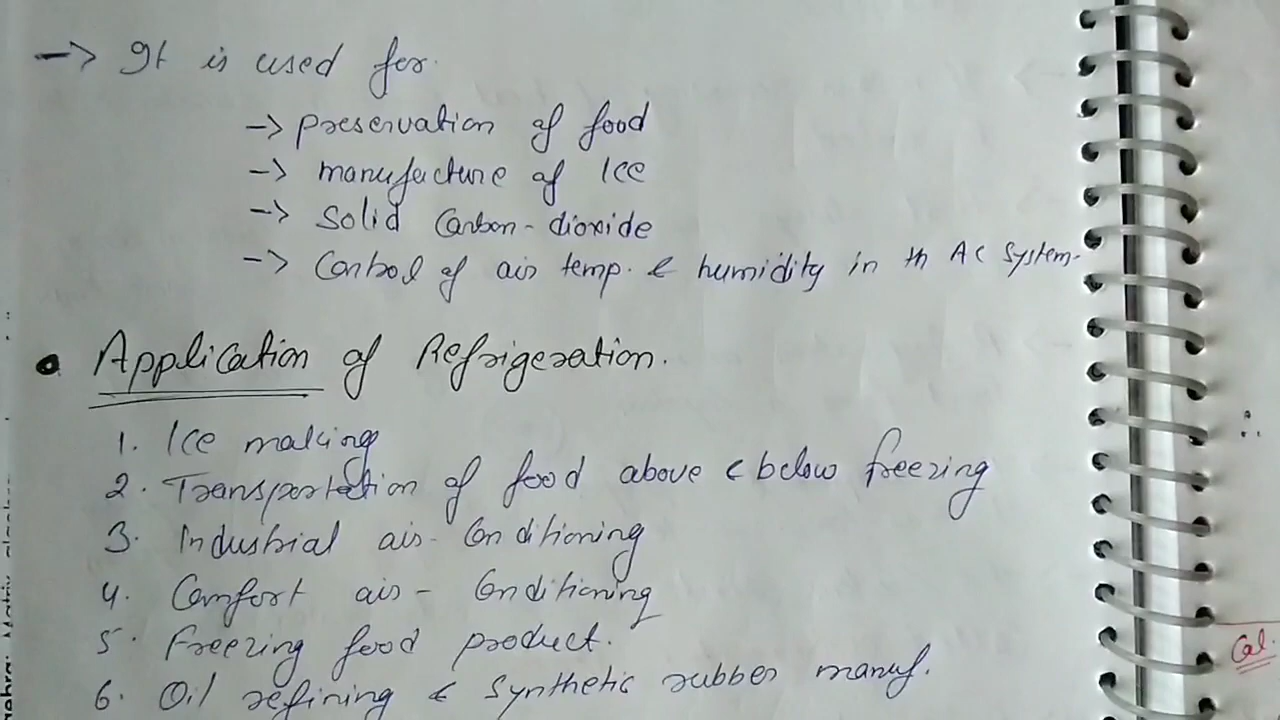 → It is used for.
→ preservation of food
→ manufacture of Ice
→ solid Carbon-dioxide
→ Control of air temp. & humidity in th AC System.
• Application of Refrigeration.
1. Ice making
2. Transportation of food above & below freezing
3. Industrial air-Conditioning
4. Comfort air-Conditioning
5. Freezing food product.
6. Oil refining & Synthetic rubber manuf.
∴
Cal.